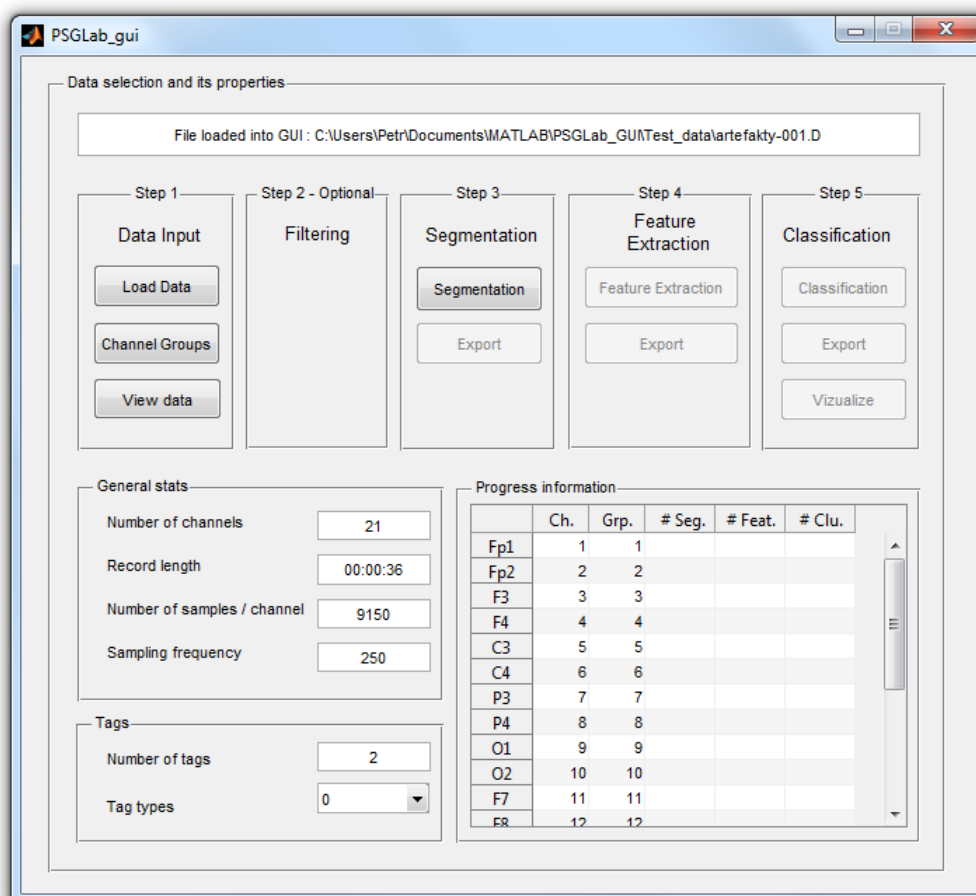 PSGLab_gui
Data selection and its properties
File loaded into GUI : C:\Users\Petr\Documents\MATLAB\PSGLab_GUI\Test_data\artefakty-001.D
Step 1
Data Input
Load Data
Channel Groups
View data
Step 2 - Optional
Filtering
Step 3
Segmentation
Segmentation
Export
Step 4
Feature
Extraction
Feature Extraction
Export
Step 5
Classification
Classification
Export
Vizualize
General stats
Number of channels 21
Record length 00:00:36
Number of samples / channel 9150
Sampling frequency 250
Tags
Number of tags 2
Tag types 0
Progress information
Ch. Grp. # Seg. # Feat. # Clu.
Fp1 1 1
Fp2 2 2
F3 3 3
F4 4 4
C3 5 5
C4 6 6
P3 7 7
P4 8 8
O1 9 9
O2 10 10
F7 11 11
F8 12 12